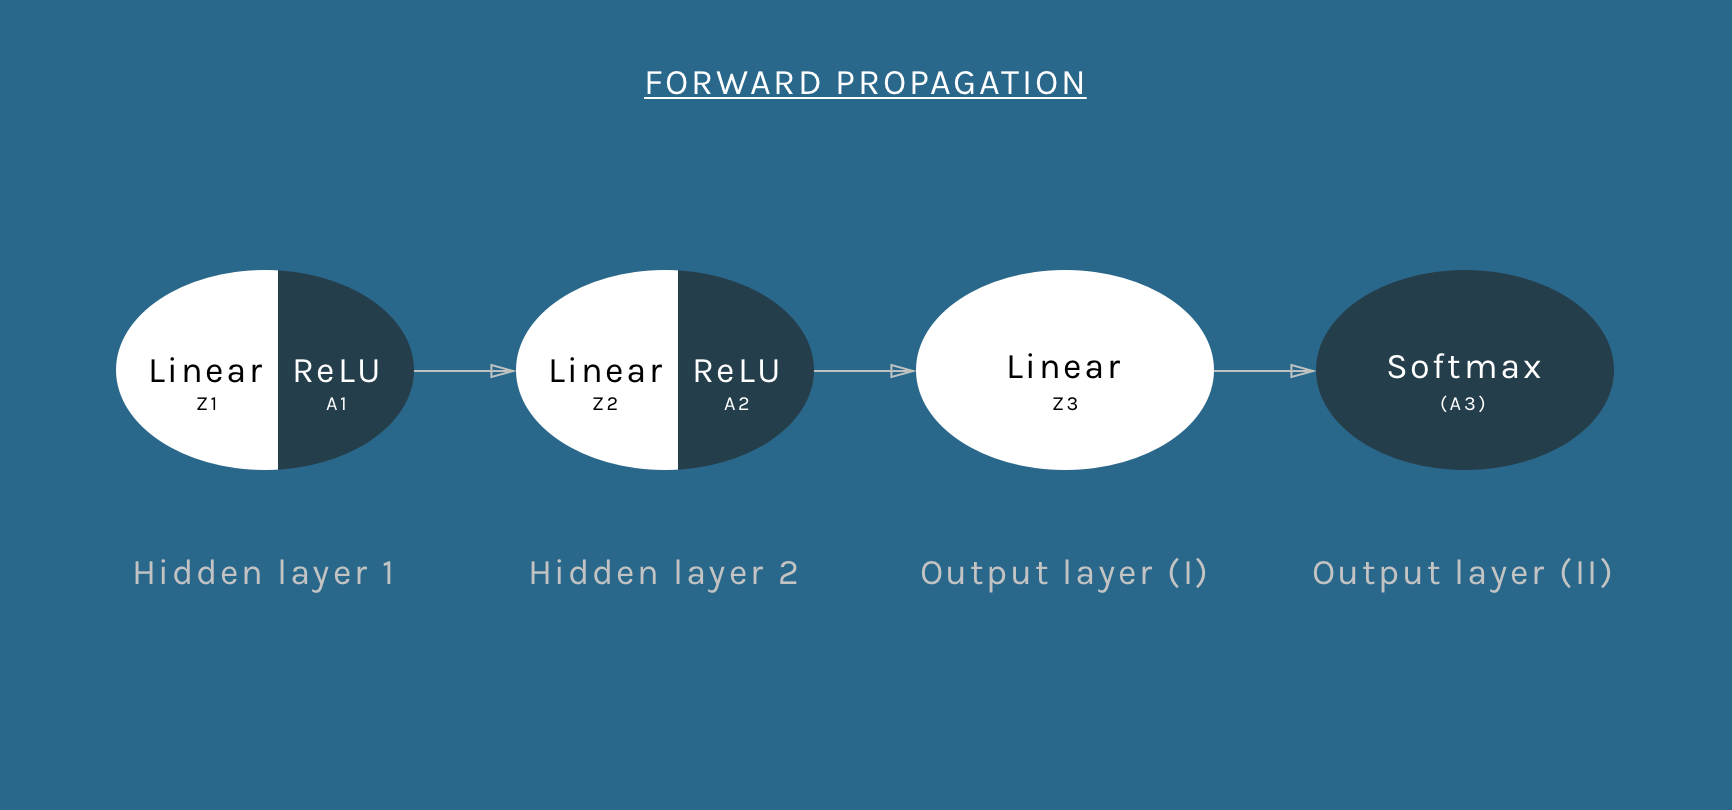 FORWARD PROPAGATION
Linear ReLU
Z1 A1
Linear ReLU
Z2 A2
Linear
Z3
Softmax
(A3)
Hidden layer 1
Hidden layer 2
Output layer (I)
Output layer (II)